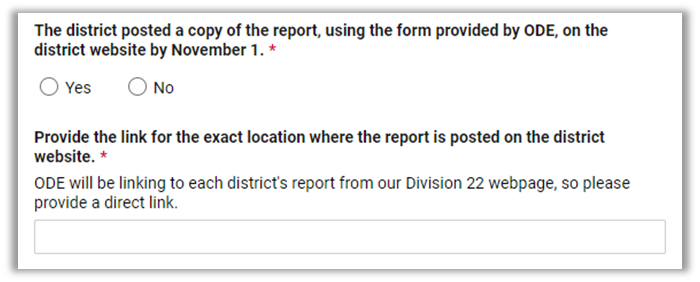 The district posted a copy of the report, using the form provided by ODE, on the
district website by November 1. *
Yes No
Provide the link for the exact location where the report is posted on the district
website. *
ODE will be linking to each district's report from our Division 22 webpage, so please
provide a direct link.